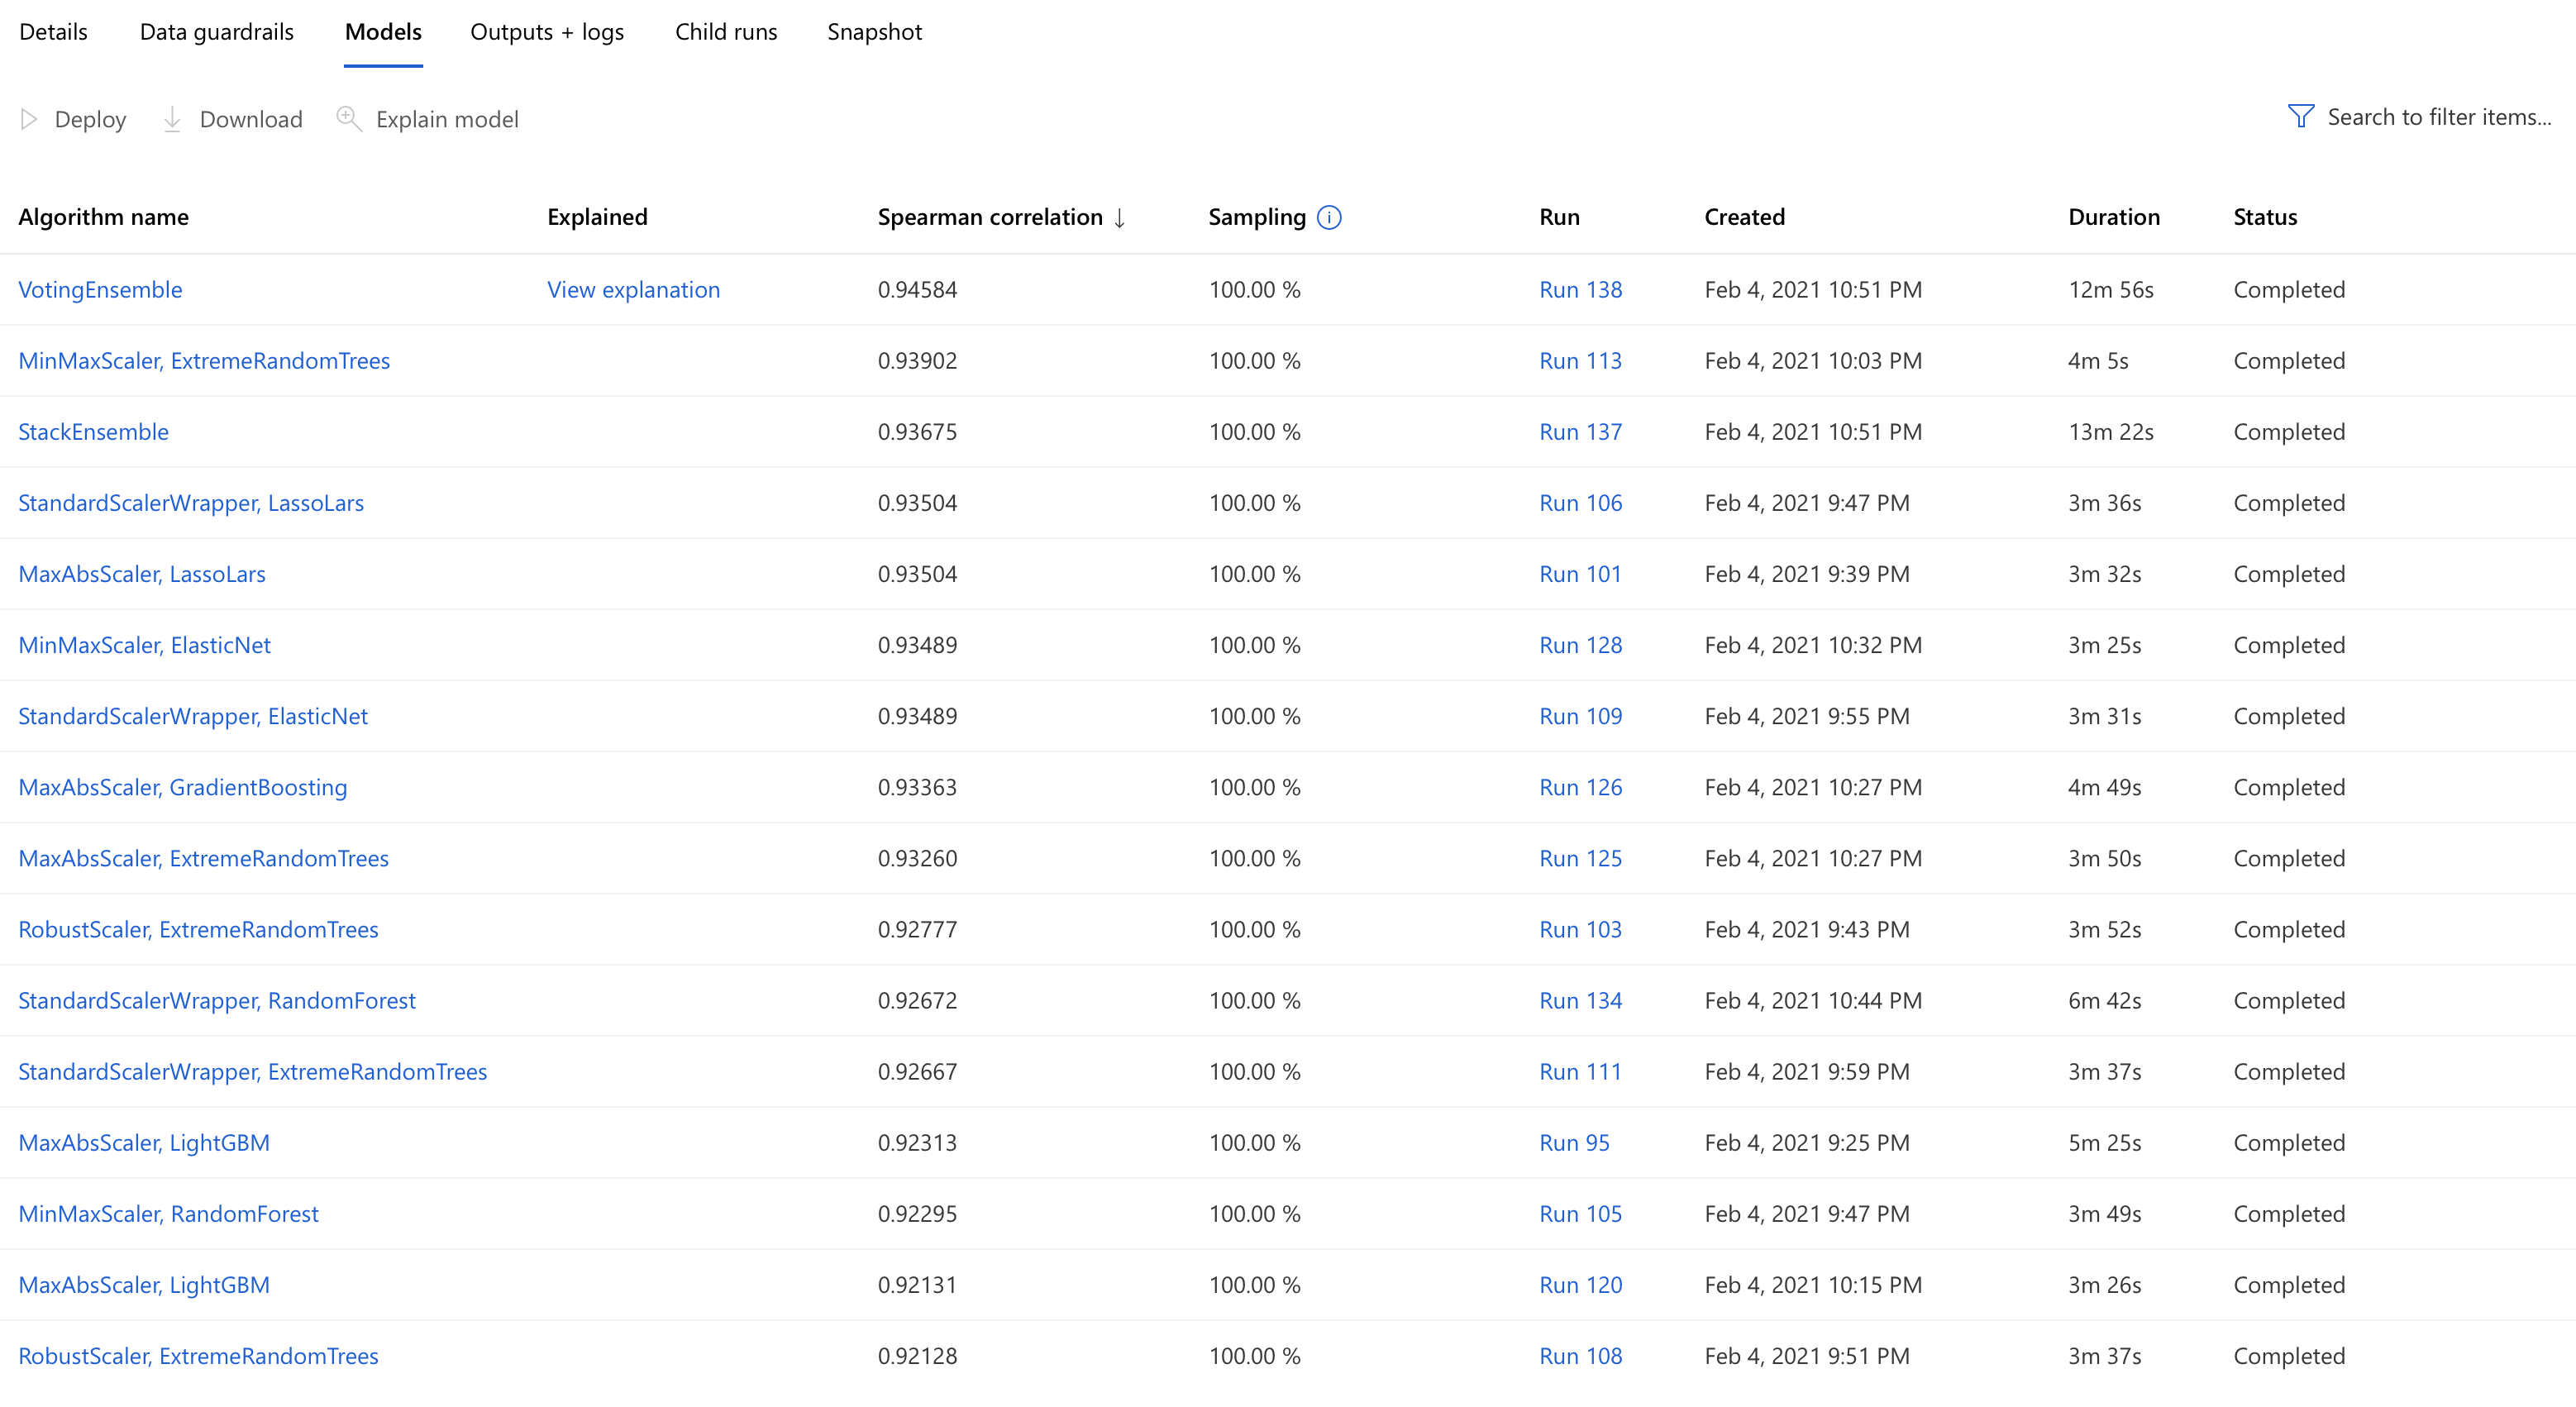 Details Data guardrails Models Outputs + logs Child runs Snapshot
Deploy Download Explain model Search to filter items...
Algorithm name Explained Spearman correlation ↓ Sampling Run Created Duration Status
VotingEnsemble View explanation 0.94584 100.00 % Run 138 Feb 4, 2021 10:51 PM 12m 56s Completed
MinMaxScaler, ExtremeRandomTrees 0.93902 100.00 % Run 113 Feb 4, 2021 10:03 PM 4m 5s Completed
StackEnsemble 0.93675 100.00 % Run 137 Feb 4, 2021 10:51 PM 13m 22s Completed
StandardScalerWrapper, LassoLars 0.93504 100.00 % Run 106 Feb 4, 2021 9:47 PM 3m 36s Completed
MaxAbsScaler, LassoLars 0.93504 100.00 % Run 101 Feb 4, 2021 9:39 PM 3m 32s Completed
MinMaxScaler, ElasticNet 0.93489 100.00 % Run 128 Feb 4, 2021 10:32 PM 3m 25s Completed
StandardScalerWrapper, ElasticNet 0.93489 100.00 % Run 109 Feb 4, 2021 9:55 PM 3m 31s Completed
MaxAbsScaler, GradientBoosting 0.93363 100.00 % Run 126 Feb 4, 2021 10:27 PM 4m 49s Completed
MaxAbsScaler, ExtremeRandomTrees 0.93260 100.00 % Run 125 Feb 4, 2021 10:27 PM 3m 50s Completed
RobustScaler, ExtremeRandomTrees 0.92777 100.00 % Run 103 Feb 4, 2021 9:43 PM 3m 52s Completed
StandardScalerWrapper, RandomForest 0.92672 100.00 % Run 134 Feb 4, 2021 10:44 PM 6m 42s Completed
StandardScalerWrapper, ExtremeRandomTrees 0.92667 100.00 % Run 111 Feb 4, 2021 9:59 PM 3m 37s Completed
MaxAbsScaler, LightGBM 0.92313 100.00 % Run 95 Feb 4, 2021 9:25 PM 5m 25s Completed
MinMaxScaler, RandomForest 0.92295 100.00 % Run 105 Feb 4, 2021 9:47 PM 3m 49s Completed
MaxAbsScaler, LightGBM 0.92131 100.00 % Run 120 Feb 4, 2021 10:15 PM 3m 26s Completed
RobustScaler, ExtremeRandomTrees 0.92128 100.00 % Run 108 Feb 4, 2021 9:51 PM 3m 37s Completed